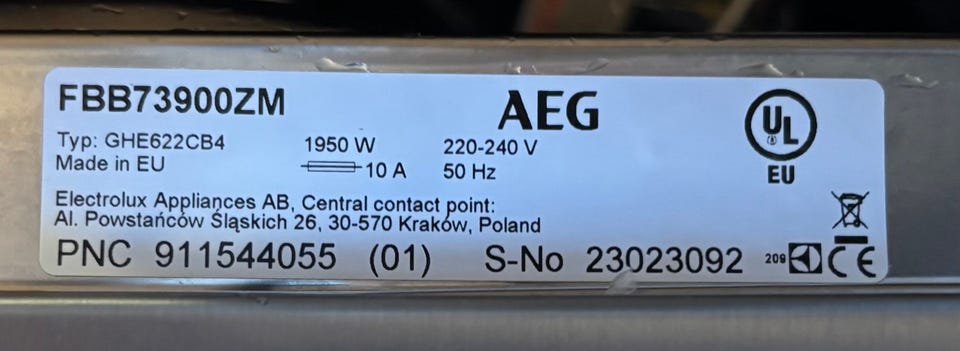 FBB73900ZM
AEG
Typ: GHE622CB4
Made in EU
1950 W
10 A
220-240 V
50 Hz
UL
EU
Electrolux Appliances AB, Central contact point:
Al. Powstańców Śląskich 26, 30-570 Kraków, Poland
PNC 911544055 (01) S-No 23023092
209
CE